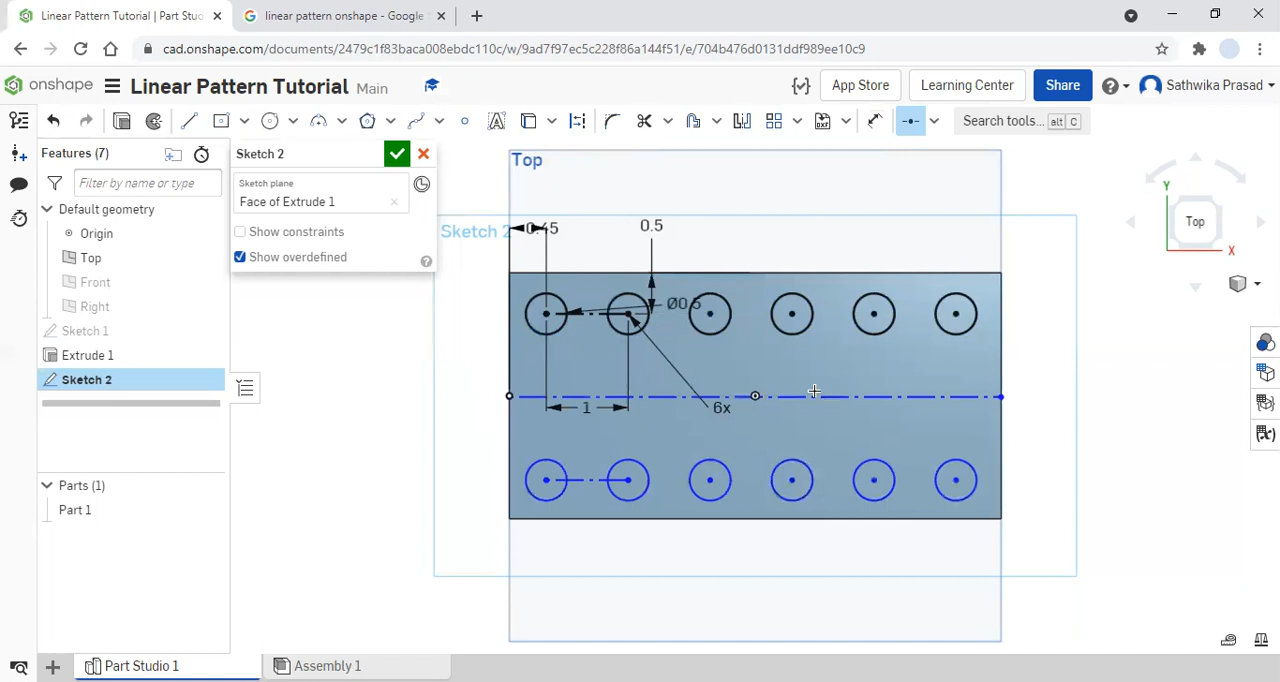 Linear Pattern Tutorial | Part Stud
linear pattern onshape - Google
cad.onshape.com/documents/2479c1f83baca008ebdc110c/w/9ad7f97ec5c228f86a144f51/e/704b476d0131ddf989ee10c9
onshape
Linear Pattern Tutorial Main
App Store
Learning Center
Share
Sathwika Prasad
Search tools... alt C
Features (7)
Filter by name or type
Default geometry
Origin
Top
Front
Right
Sketch 1
Extrude 1
Sketch 2
Parts (1)
Part 1
Sketch 2
Sketch plane
Face of Extrude 1
Show constraints
Show overdefined
Top
Sketch 2
0.45
0.5
Ø0.5
1
6x
Y
Top
X
Part Studio 1
Assembly 1